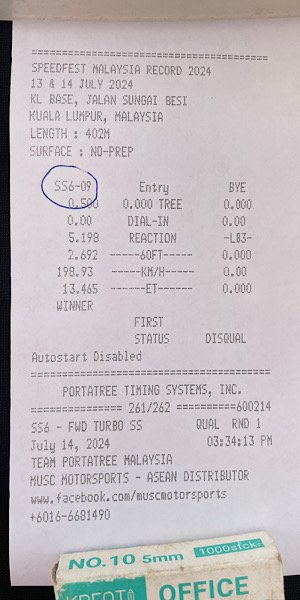 ========================================
SPEEDFEST MALAYSIA RECORD 2024
13 & 14 JULY 2024
KL BASE, JALAN SUNGAI BESI
KUALA LUMPUR, MALAYSIA
LENGTH : 402M
SURFACE : NO-PREP
SS6-09 Entry BYE
0.500 0.000 TREE 0.000
0.00 DIAL-IN 0.00
5.198 REACTION -LB3-
2.692 -----60FT----- 0.000
198.93 -----KM/H----- 0.00
13.465 ------ET------ 0.000
WINNER
FIRST
STATUS DISQUAL
Autostart Disabled
========================================
PORTATREE TIMING SYSTEMS, INC.
=============== 261/262 ==========600214
SS6 - FWD TURBO SS QUAL RND 1
July 14, 2024 03:34:13 PM
TEAM PORTATREE MALAYSIA
MUSC MOTORSPORTS - ASEAN DISTRIBUTOR
www.facebook.com/muscmotorsports
+6016-6681490
NO.10 5mm 1000stck.
OFFICE